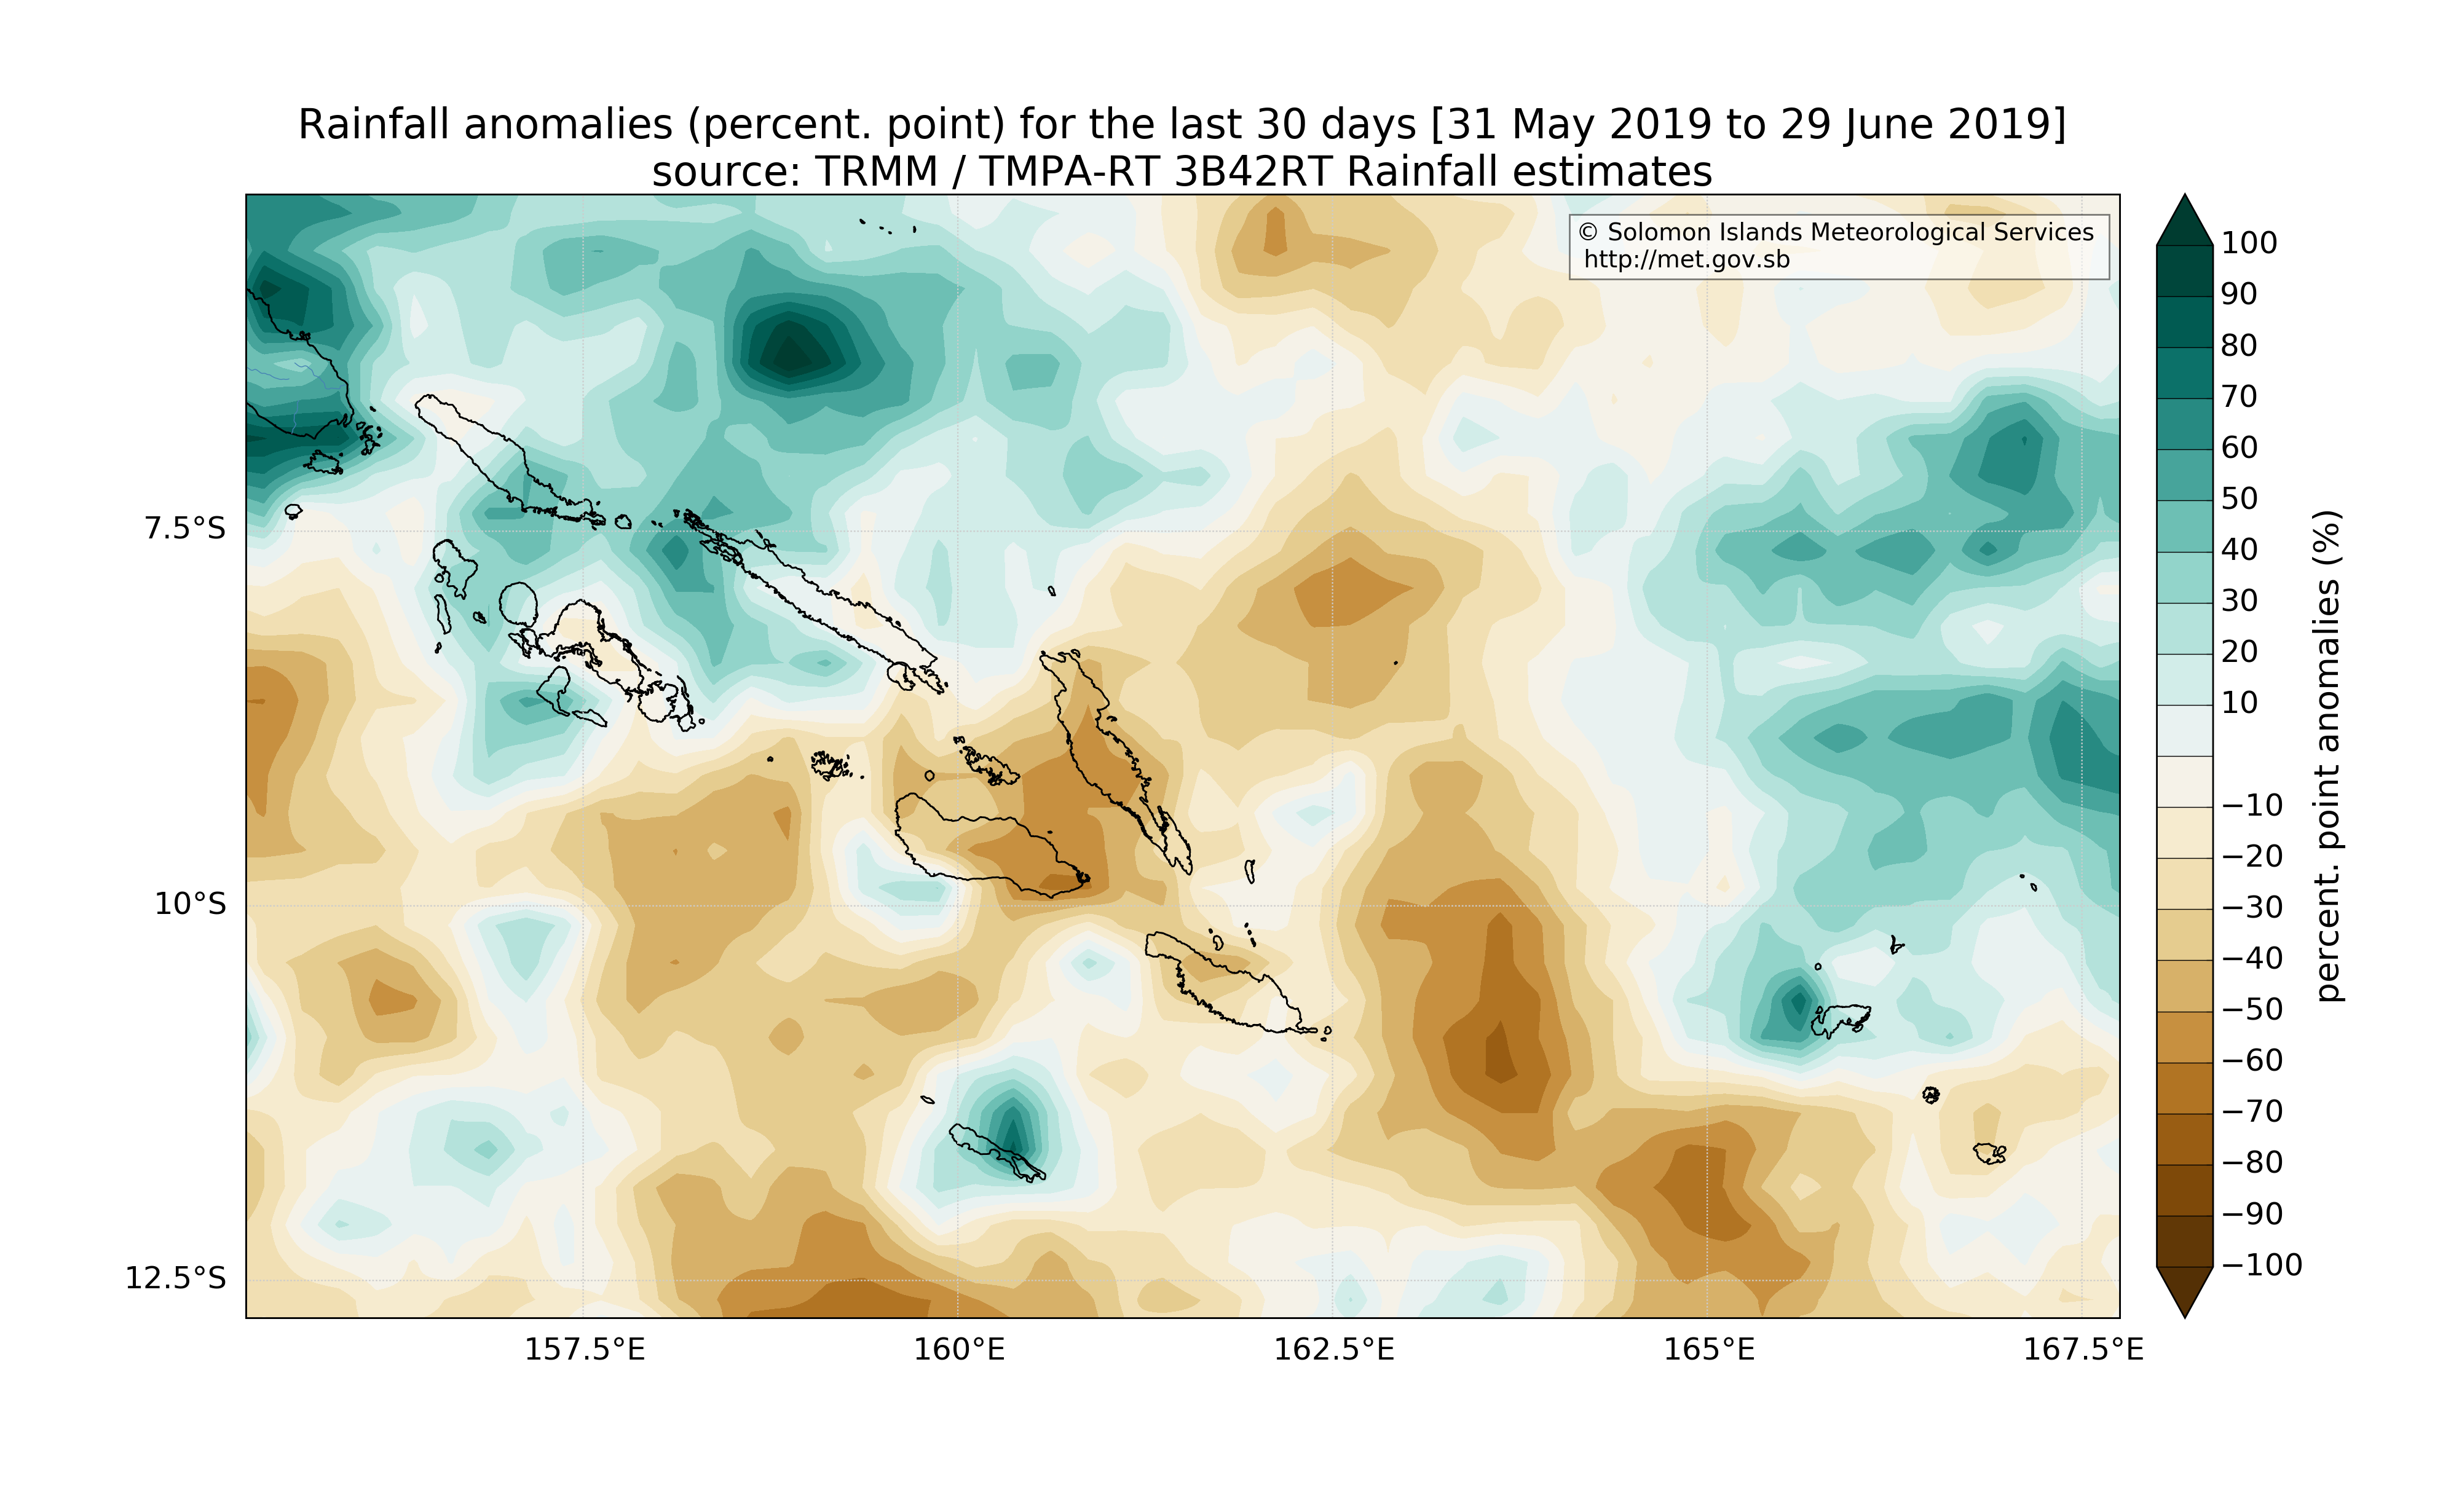 Rainfall anomalies (percent. point) for the last 30 days [31 May 2019 to 29 June 2019]
source: TRMM / TMPA-RT 3B42RT Rainfall estimates
© Solomon Islands Meteorological Services
http://met.gov.sb
7.5°S
10°S
12.5°S
157.5°E
160°E
162.5°E
165°E
167.5°E
100
90
80
70
60
50
40
30
20
10
−10
−20
−30
−40
−50
−60
−70
−80
−90
−100
percent. point anomalies (%)